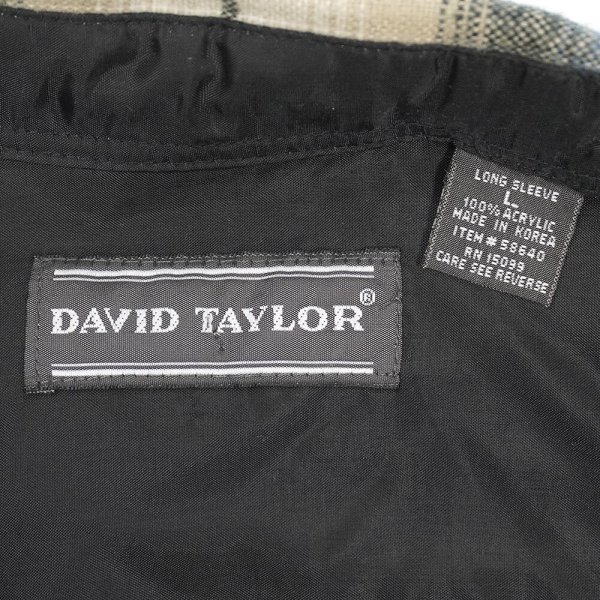 DAVID TAYLOR®
LONG SLEEVE
L
100% ACRYLIC
MADE IN KOREA
ITEM # 58640
RN 15099
CARE SEE REVERSE